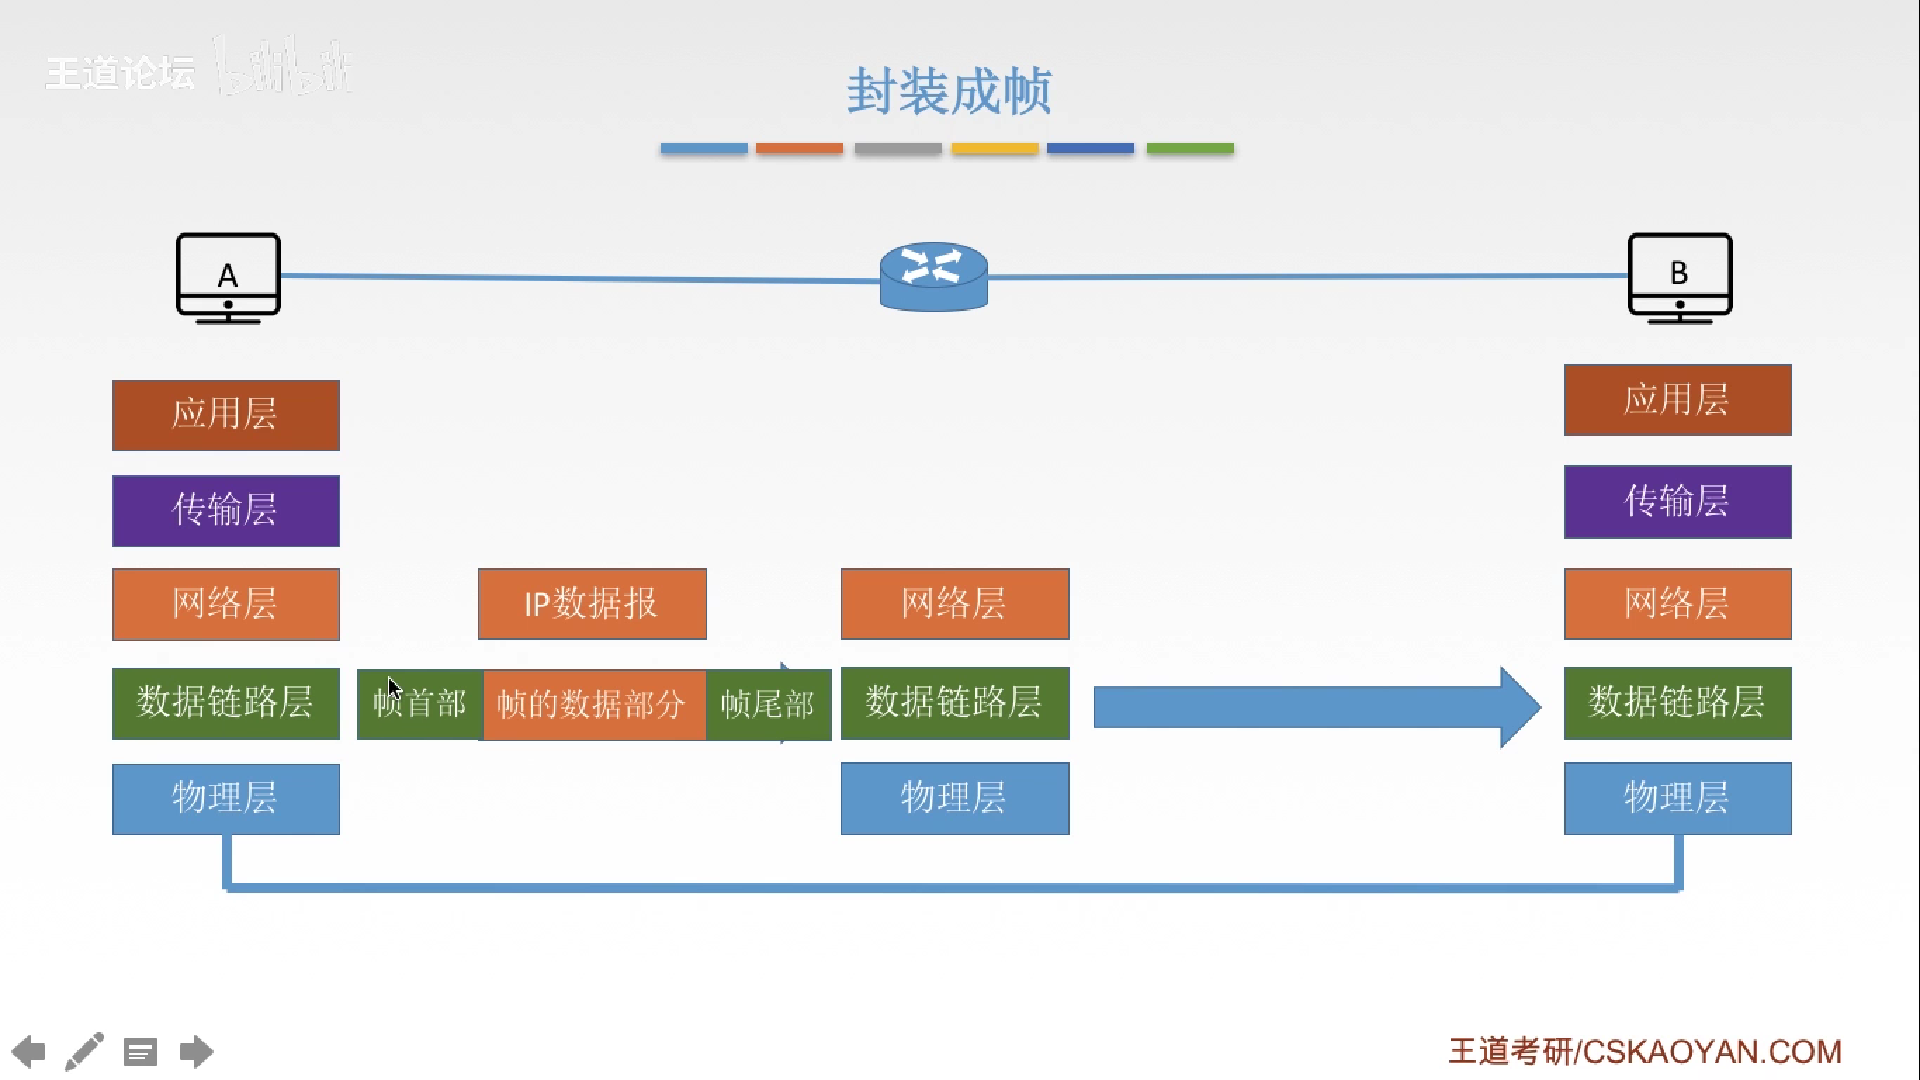 王道论坛 bilibili
封装成帧
A
B
应用层
应用层
传输层
传输层
网络层
IP数据报
网络层
网络层
数据链路层
帧首部
帧的数据部分
帧尾部
数据链路层
数据链路层
物理层
物理层
物理层
王道考研/CSKAOYAN.COM